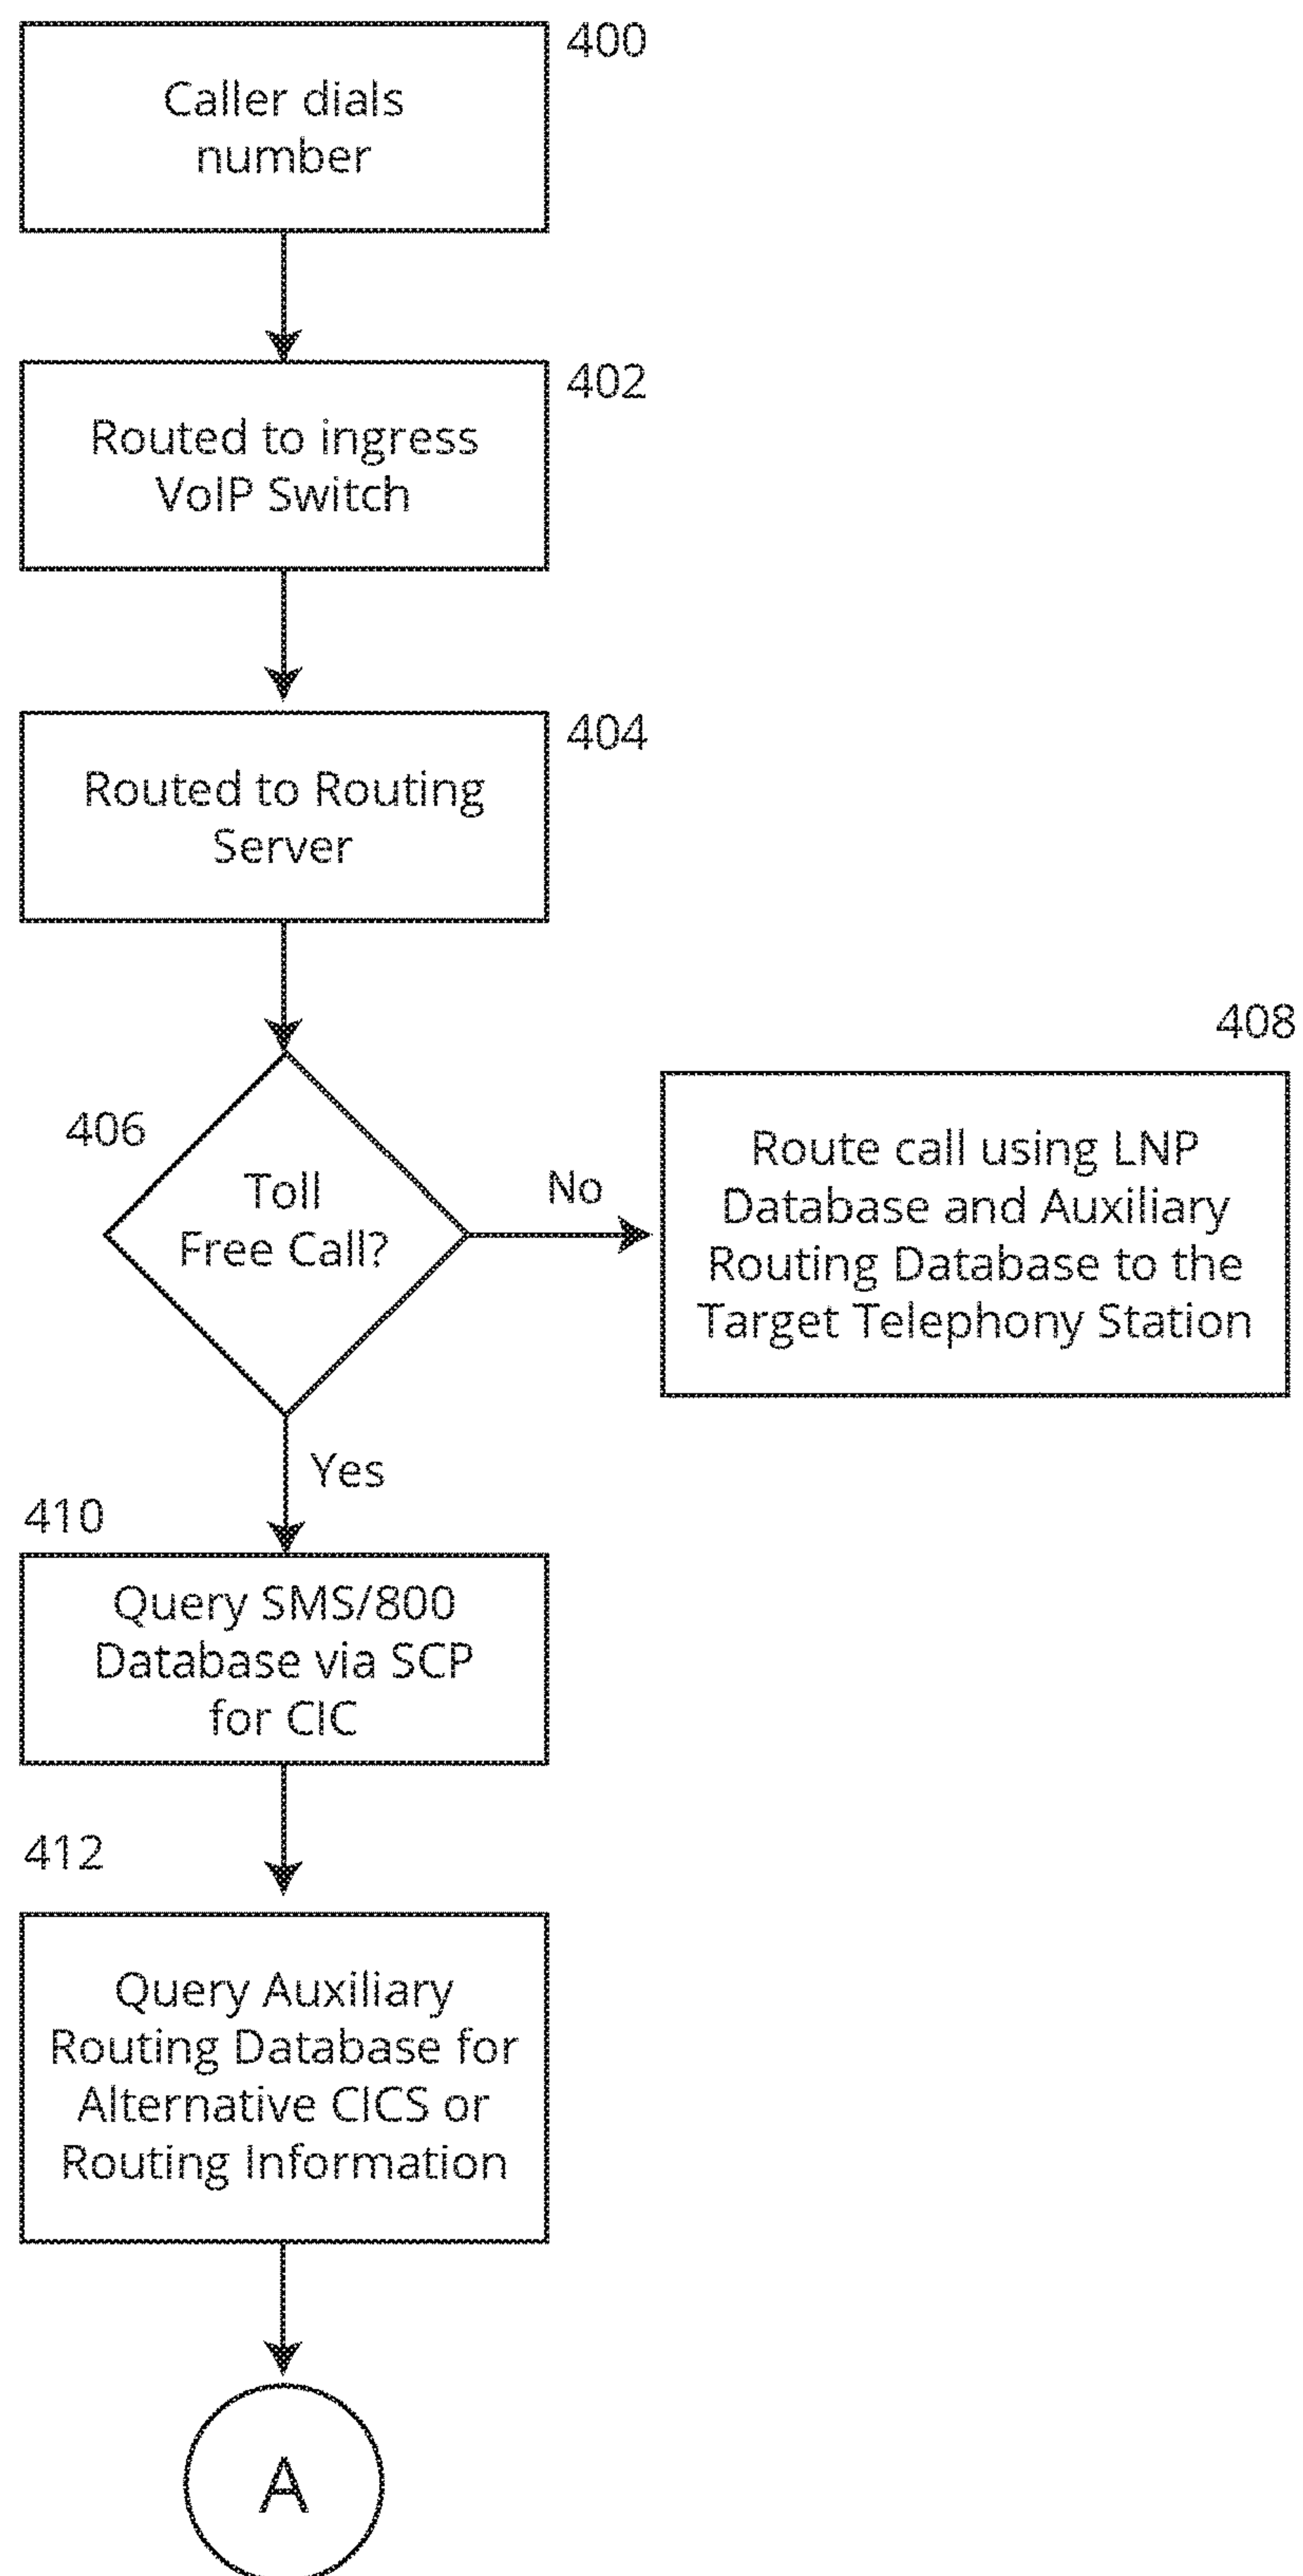 400
Caller dials
number
402
Routed to ingress
VoIP Switch
404
Routed to Routing
Server
406
Toll
Free Call?
No
408
Route call using LNP
Database and Auxiliary
Routing Database to the
Target Telephony Station
Yes
410
Query SMS/800
Database via SCP
for CIC
412
Query Auxiliary
Routing Database for
Alternative CICS or
Routing Information
A